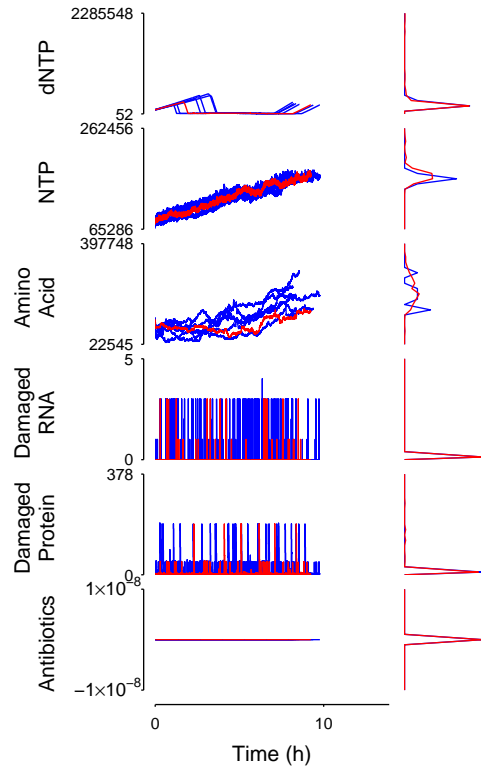 2285548
dNTP
52
262456
NTP
65286
397748
Amino
Acid
22545
5
Damaged
RNA
0
378
Damaged
Protein
0
1×10⁻⁸
Antibiotics
−1×10⁻⁸
0 10
Time (h)